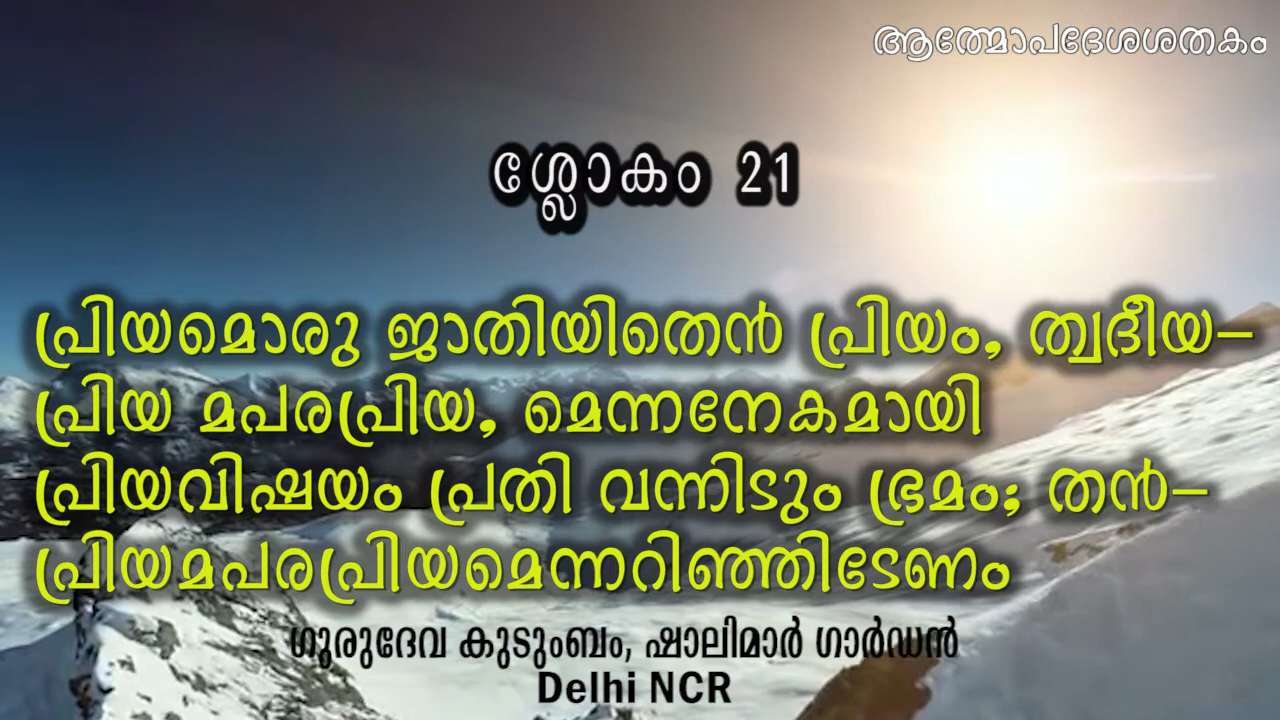 ആത്മോപദേശശതകം
ശ്ലോകം 21
പ്രിയമൊരു ജാതിയിതെൻ പ്രിയം, ത്വദീയ–
പ്രിയ മപരപ്രിയ, മെന്നനേകമായി
പ്രിയവിഷയം പ്രതി വന്നിടും ഭ്രമം; തൻ–
പ്രിയമപരപ്രിയമെന്നറിഞ്ഞിടേണം
ഗുരുദേവ കുടുംബം, ഷാലിമാർ ഗാർഡൻ
Delhi NCR